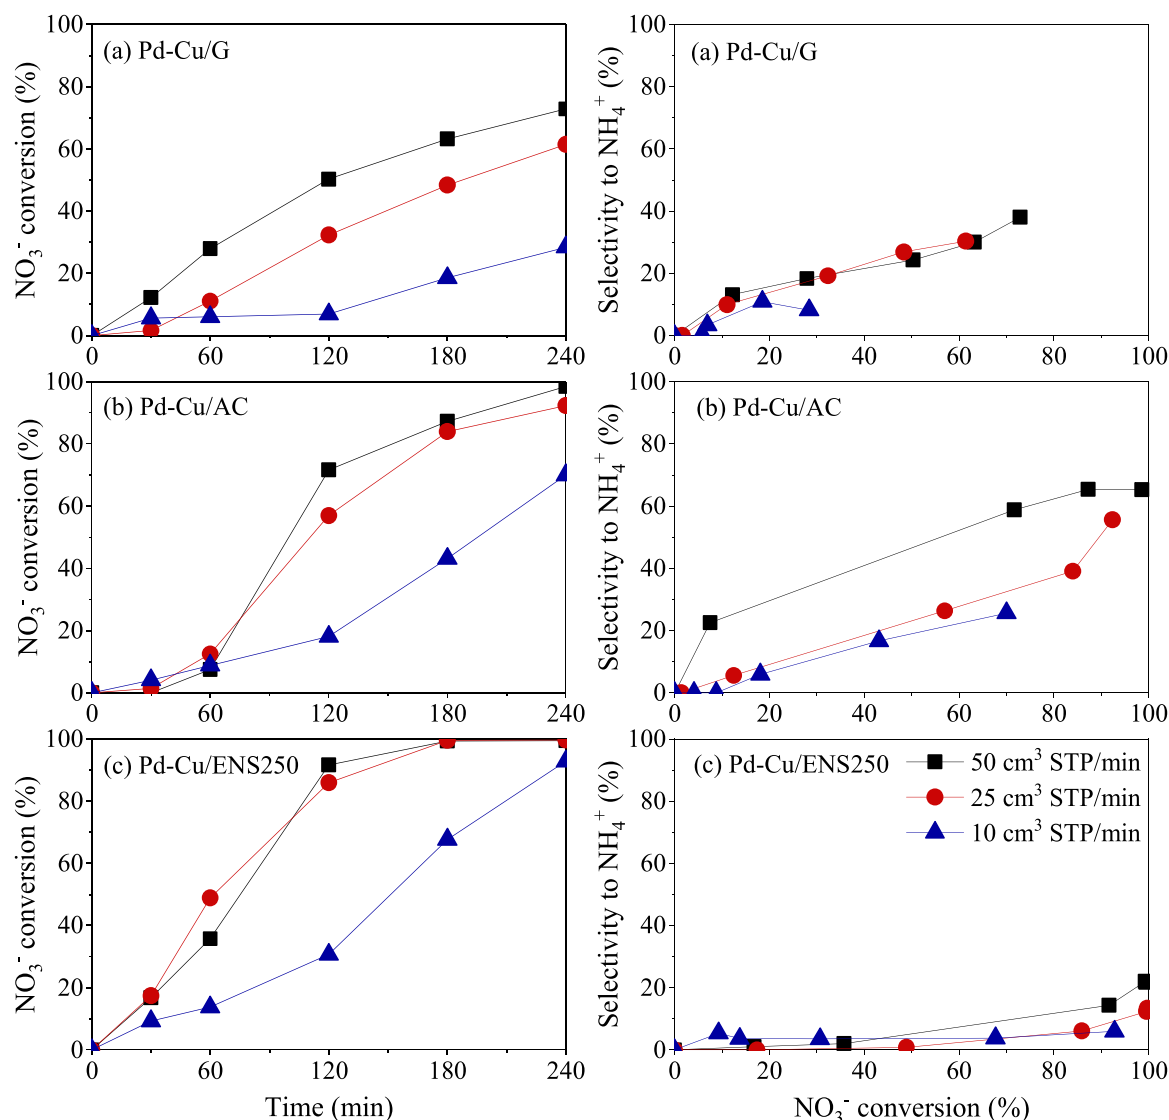 (a) Pd-Cu/G
NO₃⁻ conversion (%)
100
80
60
40
20
0
0 60 120 180 240
(a) Pd-Cu/G
Selectivity to NH₄⁺ (%)
100
80
60
40
20
0
0 20 40 60 80 100
(b) Pd-Cu/AC
NO₃⁻ conversion (%)
100
80
60
40
20
0
0 60 120 180 240
(b) Pd-Cu/AC
Selectivity to NH₄⁺ (%)
100
80
60
40
20
0
0 20 40 60 80 100
(c) Pd-Cu/ENS250
NO₃⁻ conversion (%)
100
80
60
40
20
0
0 60 120 180 240
Time (min)
(c) Pd-Cu/ENS250
50 cm³ STP/min
25 cm³ STP/min
10 cm³ STP/min
Selectivity to NH₄⁺ (%)
100
80
60
40
20
0
0 20 40 60 80 100
NO₃⁻ conversion (%)